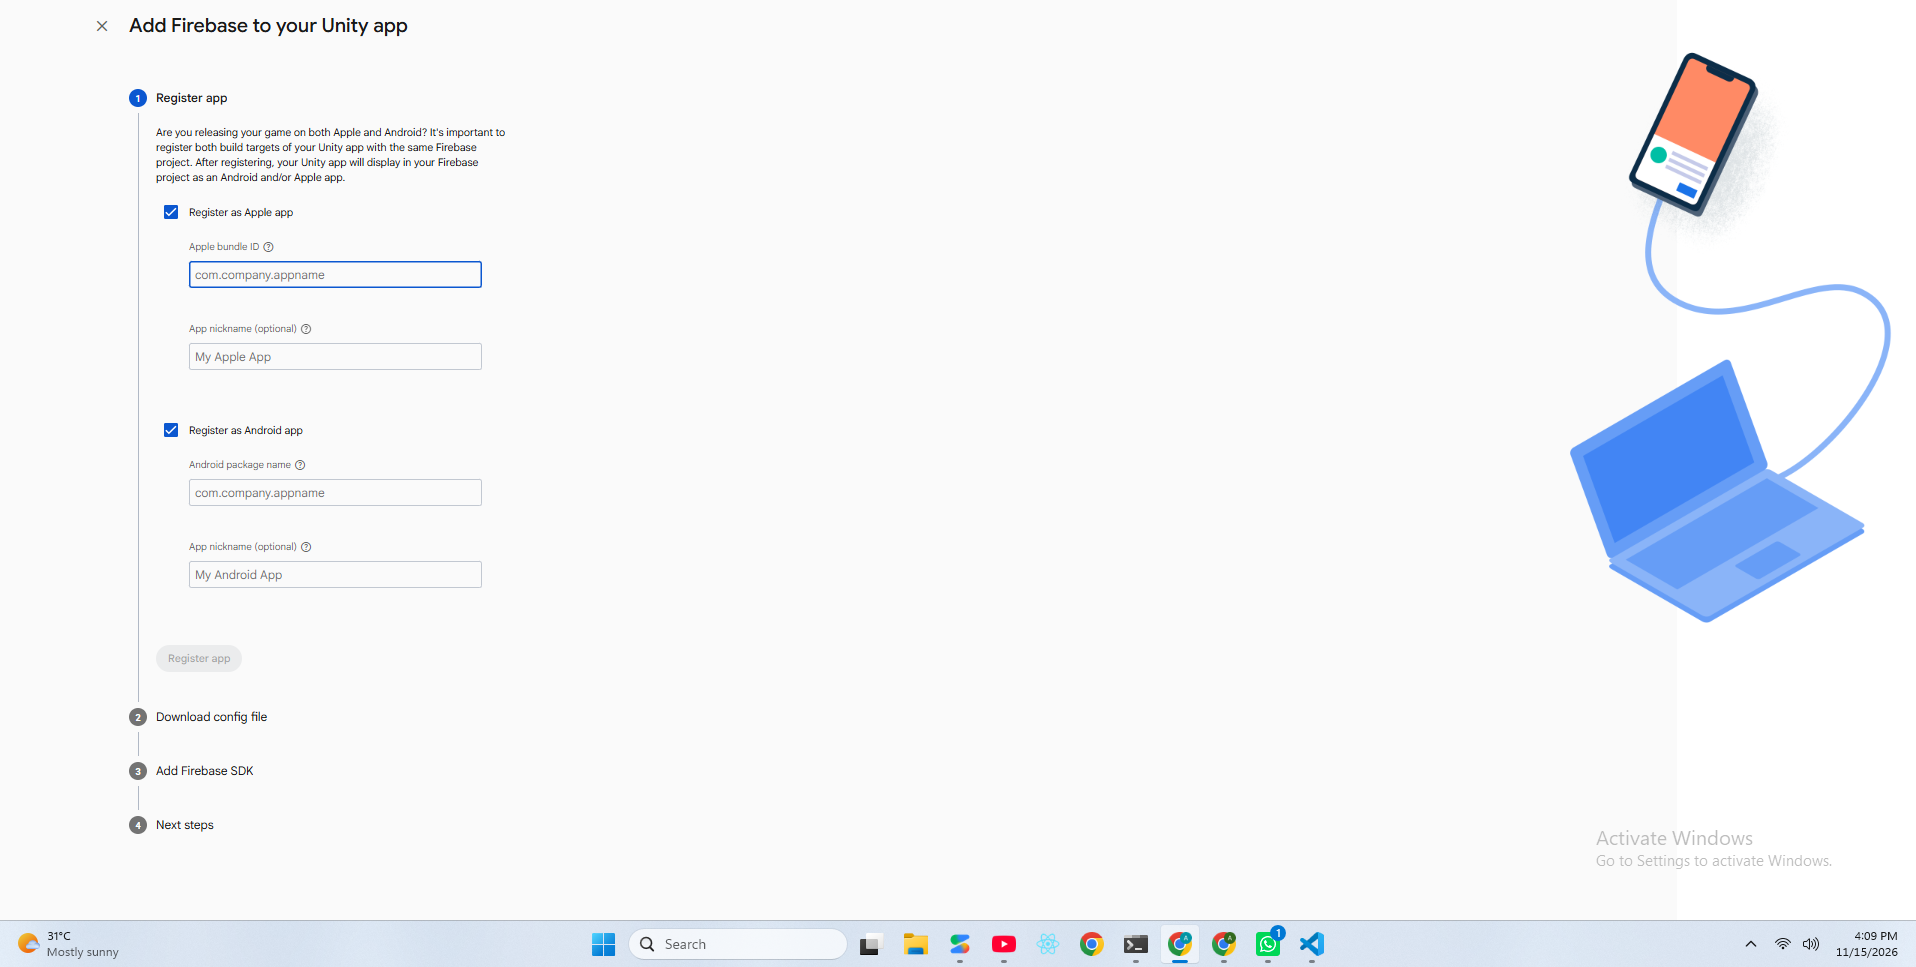 Add Firebase to your Unity app
1 Register app
Are you releasing your game on both Apple and Android? It's important to
register both build targets of your Unity app with the same Firebase
project. After registering, your Unity app will display in your Firebase
project as an Android and/or Apple app.
Register as Apple app
Apple bundle ID ?
com.company.appname
App nickname (optional) ?
My Apple App
Register as Android app
Android package name ?
com.company.appname
App nickname (optional) ?
My Android App
Register app
2 Download config file
3 Add Firebase SDK
4 Next steps
Activate Windows
Go to Settings to activate Windows.
31°C
Mostly sunny
Search
A
A
1
4:09 PM
11/15/2026